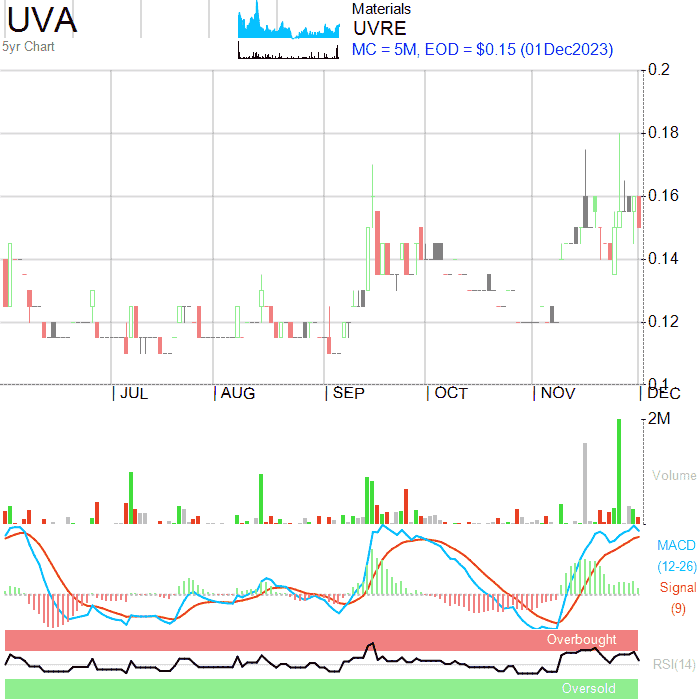 UVA
5yr Chart
Materials
UVRE
MC = 5M, EOD = $0.15 (01Dec2023)
0.2
0.18
0.16
0.14
0.12
0.1
JUL AUG SEP OCT NOV DEC
2M
Volume
MACD
(12-26)
Signal
(9)
Overbought
RSI(14)
Oversold